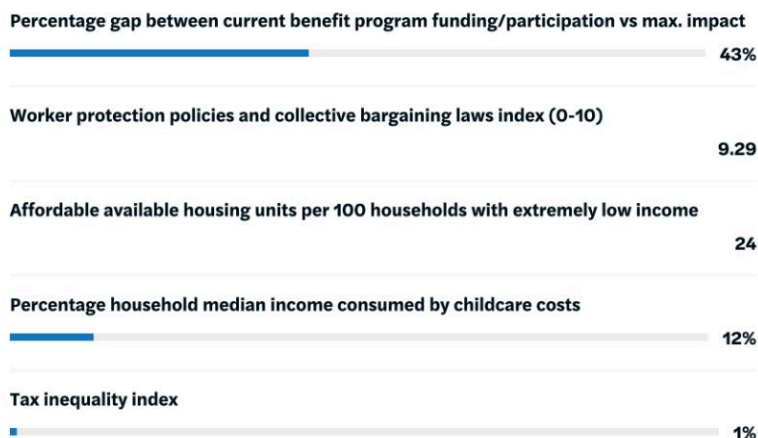 Percentage gap between current benefit program funding/participation vs max. impact
43%
Worker protection policies and collective bargaining laws index (0-10)
9.29
Affordable available housing units per 100 households with extremely low income
24
Percentage household median income consumed by childcare costs
12%
Tax inequality index
1%